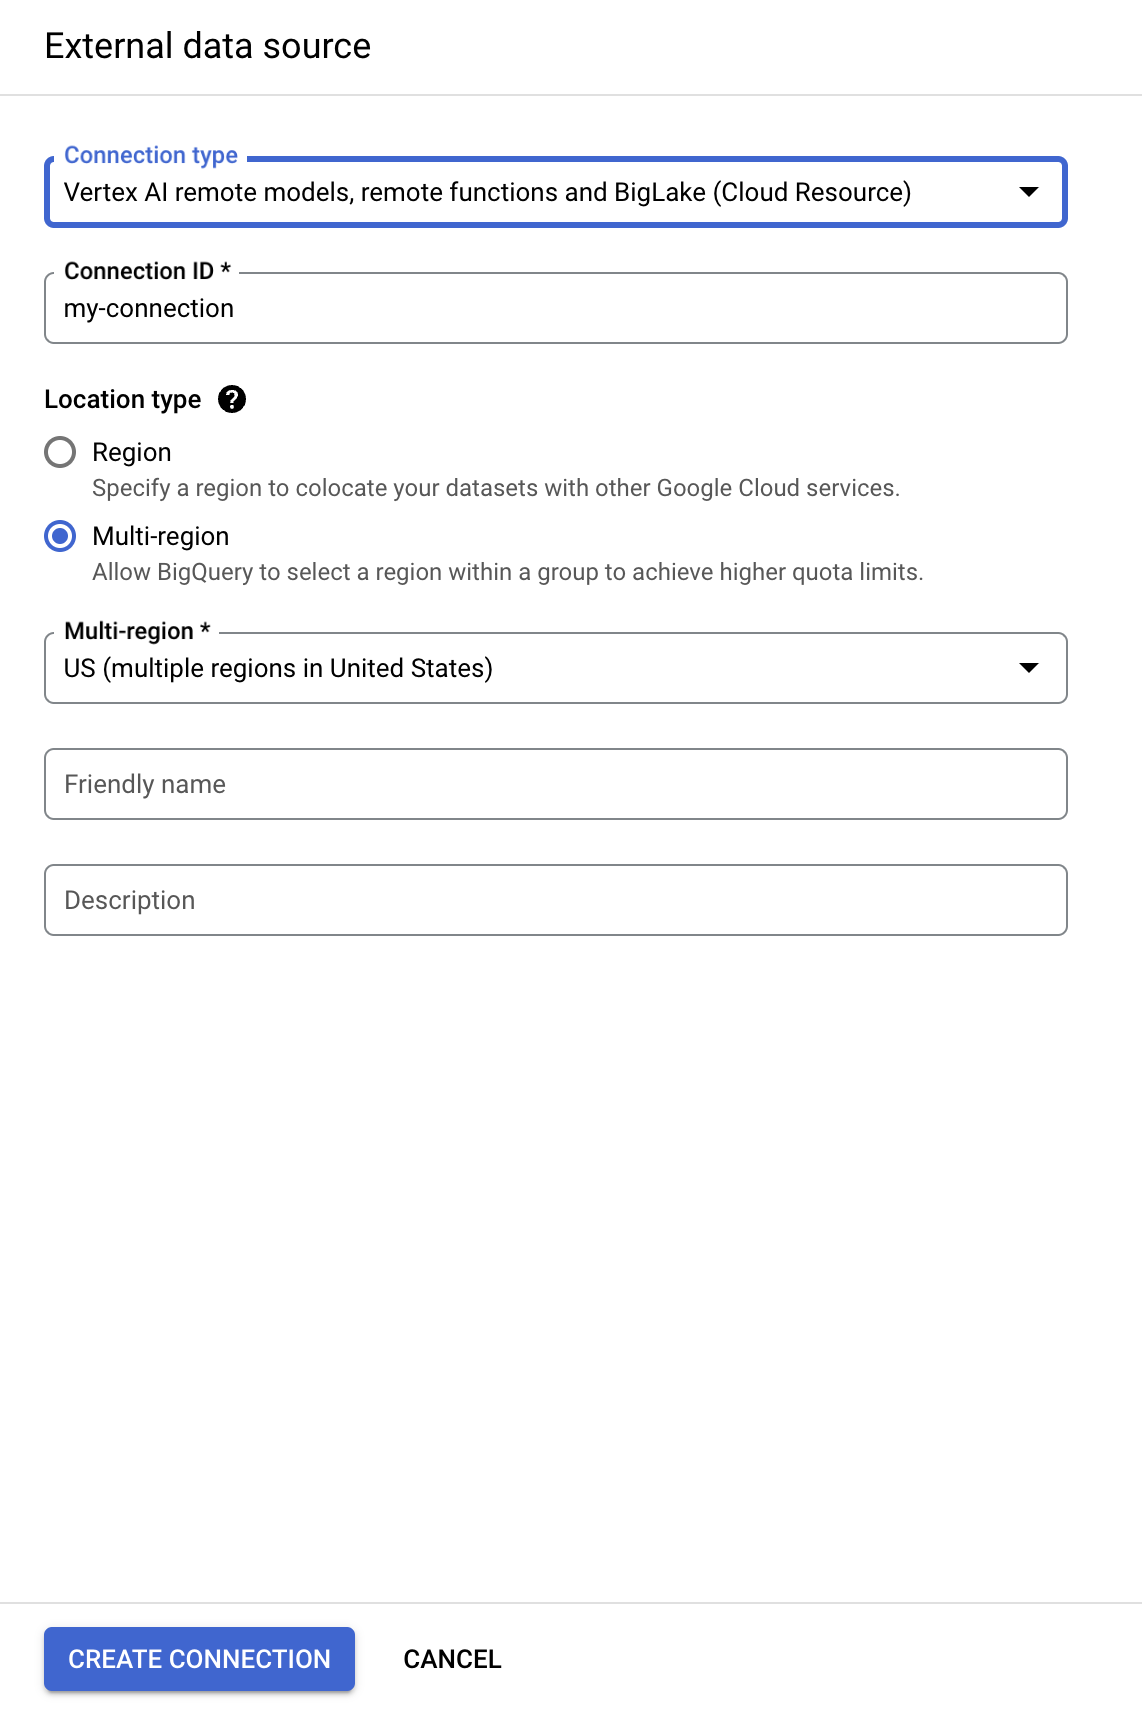 External data source
Connection type
Vertex AI remote models, remote functions and BigLake (Cloud Resource)
Connection ID *
my-connection
Location type ?
Region
Specify a region to colocate your datasets with other Google Cloud services.
Multi-region
Allow BigQuery to select a region within a group to achieve higher quota limits.
Multi-region *
US (multiple regions in United States)
Friendly name
Description
CREATE CONNECTION CANCEL